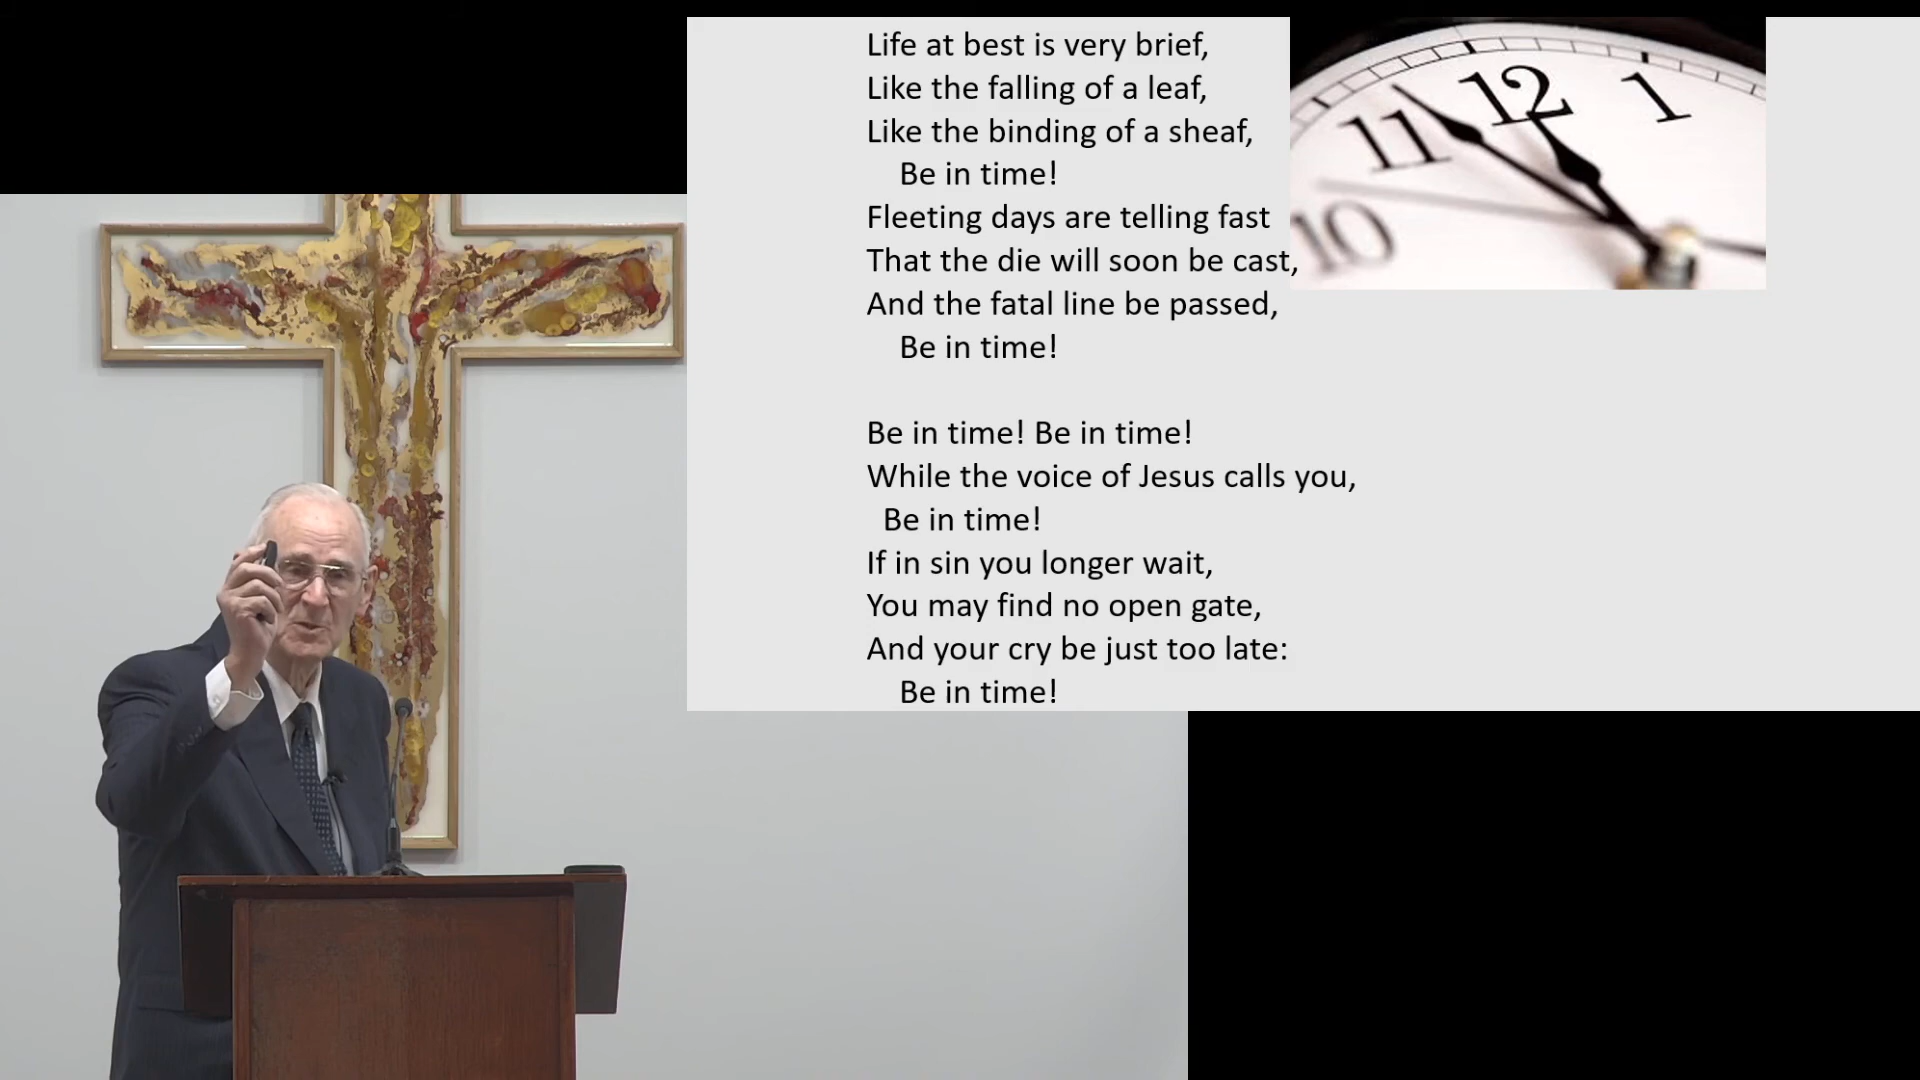 Life at best is very brief,
Like the falling of a leaf,
Like the binding of a sheaf,
Be in time!
Fleeting days are telling fast
That the die will soon be cast,
And the fatal line be passed,
Be in time!
Be in time! Be in time!
While the voice of Jesus calls you,
Be in time!
If in sin you longer wait,
You may find no open gate,
And your cry be just too late:
Be in time!
10
11
12
1